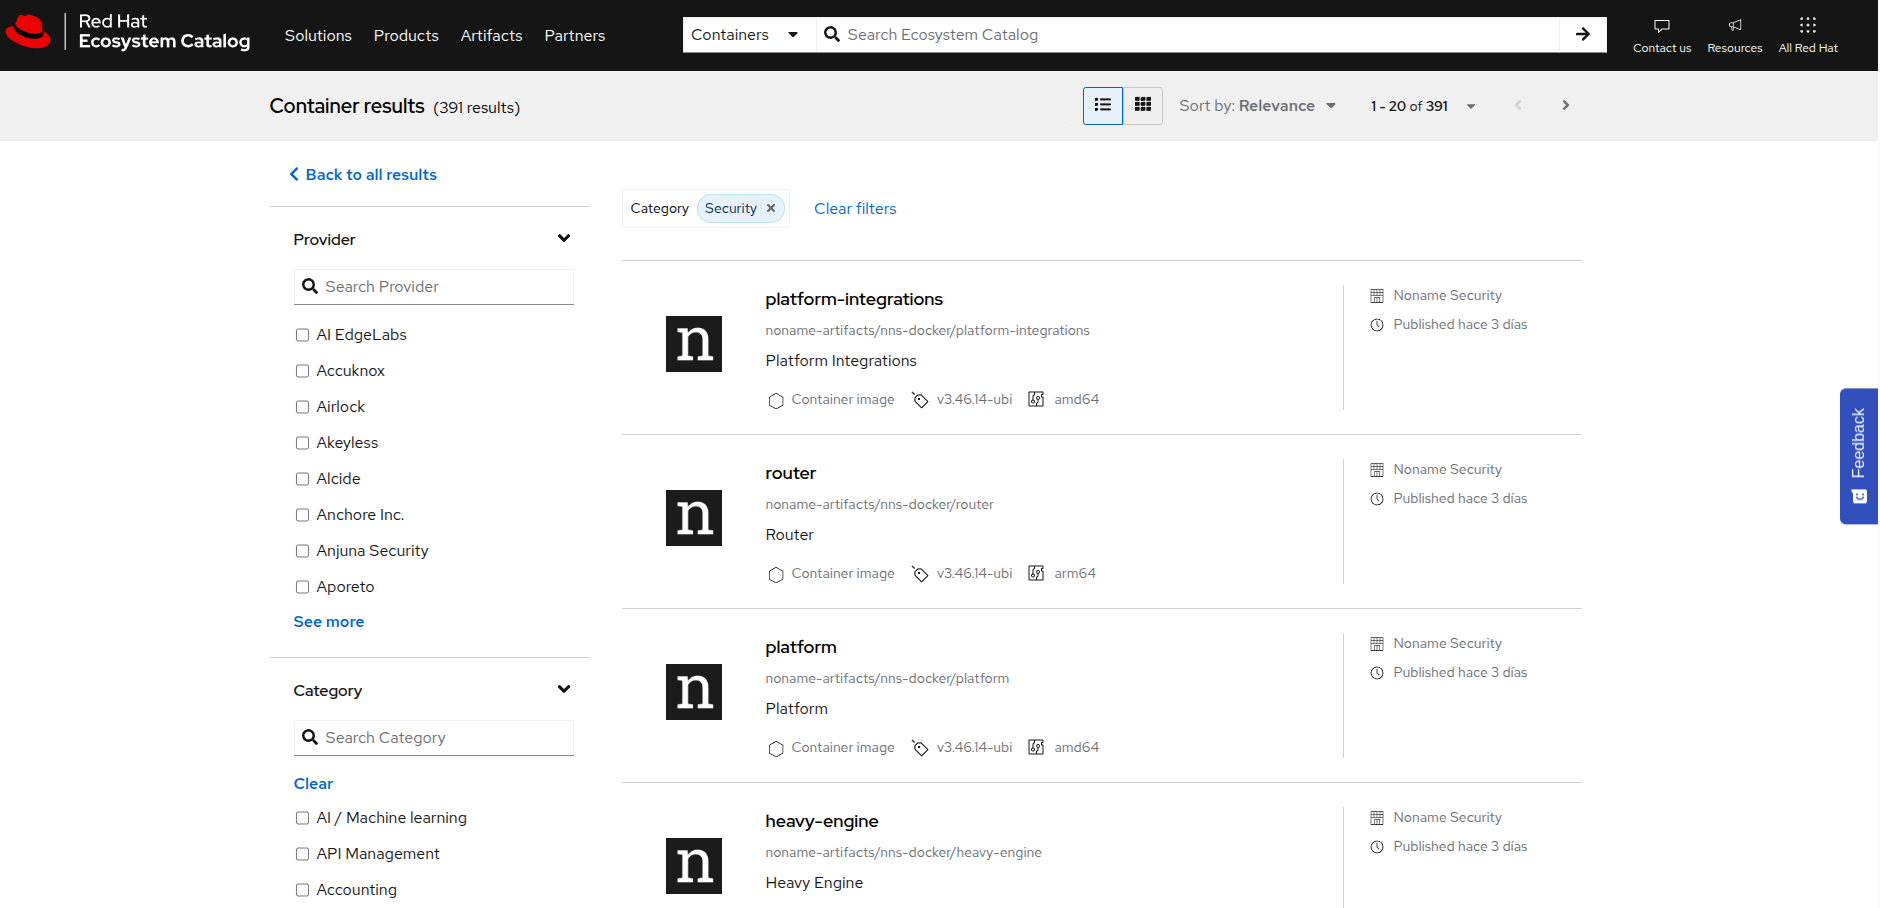 Red Hat
Ecosystem Catalog
Solutions Products Artifacts Partners
Containers
Search Ecosystem Catalog
Contact us
Resources
All Red Hat
Container results (391 results)
Sort by: Relevance
1 - 20 of 391
Back to all results
Provider
Search Provider
AI EdgeLabs
Accuknox
Airlock
Akeyless
Alcide
Anchore Inc.
Anjuna Security
Aporeto
See more
Category
Search Category
Clear
AI / Machine learning
API Management
Accounting
Category Security
Clear filters
n
platform-integrations
noname-artifacts/nns-docker/platform-integrations
Platform Integrations
Container image v3.46.14-ubi amd64
Noname Security
Published hace 3 días
n
router
noname-artifacts/nns-docker/router
Router
Container image v3.46.14-ubi arm64
Noname Security
Published hace 3 días
n
platform
noname-artifacts/nns-docker/platform
Platform
Container image v3.46.14-ubi amd64
Noname Security
Published hace 3 días
n
heavy-engine
noname-artifacts/nns-docker/heavy-engine
Heavy Engine
Noname Security
Published hace 3 días
Feedback